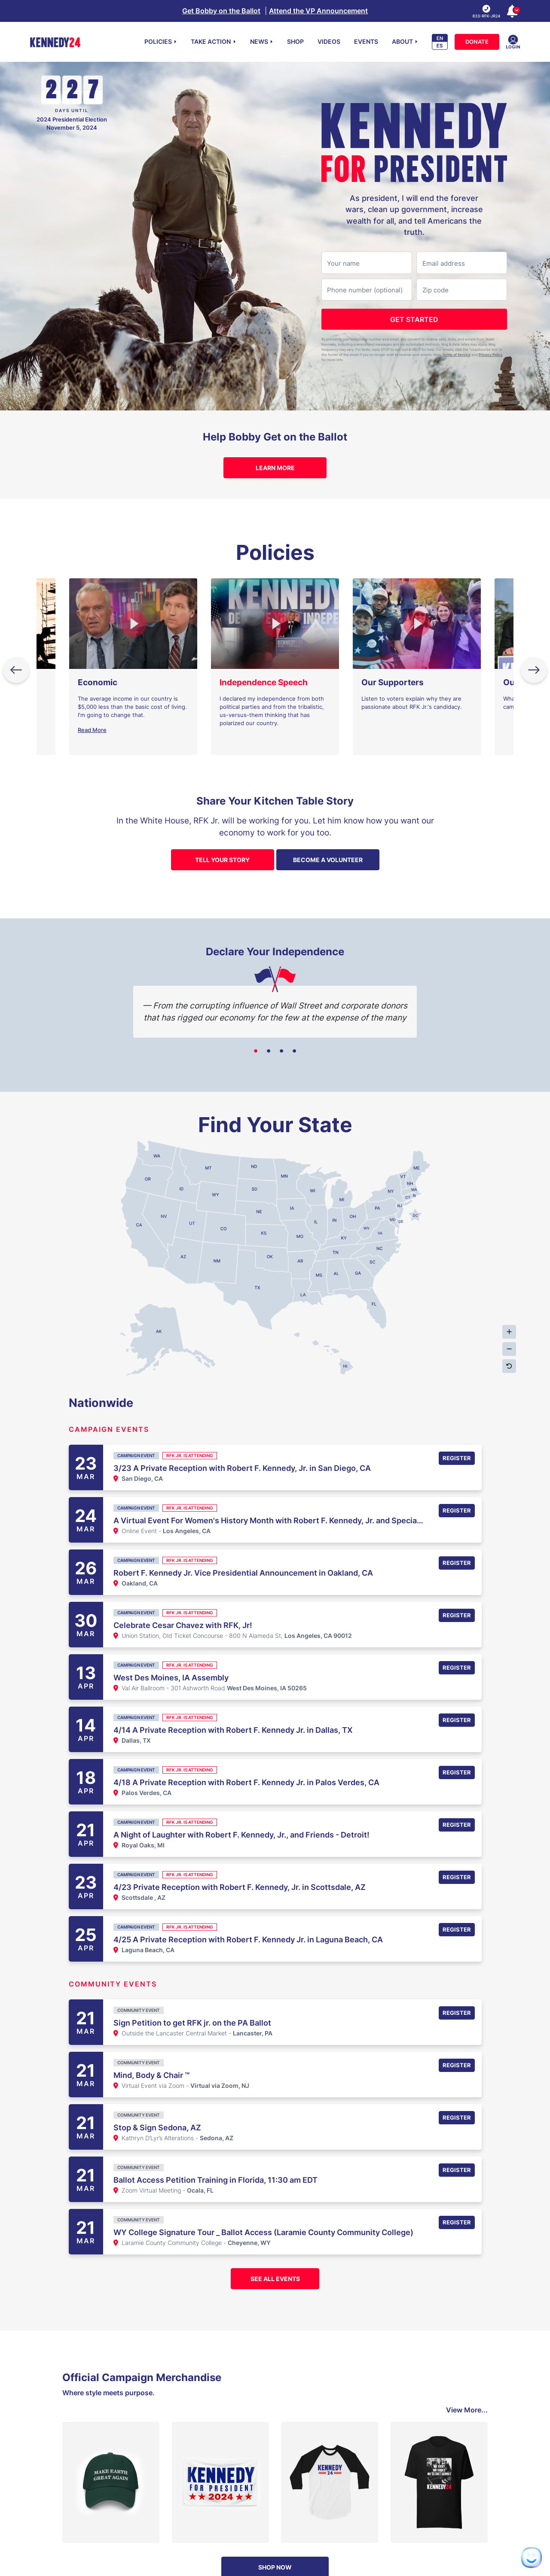 Get Bobby on the Ballot | Attend the VP Announcement
833-RFK-JR24
KENNEDY24
POLICIES
TAKE ACTION
NEWS
SHOP
VIDEOS
EVENTS
ABOUT
EN
ES
DONATE
LOGIN
2 2 7
DAYS UNTIL
2024 Presidential Election
November 5, 2024
KENNEDY
FOR PRESIDENT
As president, I will end the forever
wars, clean up government, increase
wealth for all, and tell Americans the
truth.
Your name
Email address
Phone number (optional)
Zip code
GET STARTED
Help Bobby Get on the Ballot
LEARN MORE
Policies
Economic
The average income in our country is
$5,000 less than the basic cost of living.
I'm going to change that.
Read More
Independence Speech
I declared my independence from both
political parties and from the tribalistic,
us-versus-them thinking that has
polarized our country.
Our Supporters
Listen to voters explain why they are
passionate about RFK Jr.'s candidacy.
Share Your Kitchen Table Story
In the White House, RFK Jr. will be working for you. Let him know how you want our
economy to work for you too.
TELL YOUR STORY
BECOME A VOLUNTEER
Declare Your Independence
— From the corrupting influence of Wall Street and corporate donors
that has rigged our economy for the few at the expense of the many
Find Your State
WA
MT
ND
MN
ME
OR
ID
WY
SD
WI
MI
NY
VT
NH
MA
CT
RI
NV
UT
CO
NE
IA
IL
IN
OH
PA
NJ
MD
DE
DC
CA
KS
MO
KY
WV
VA
AZ
NM
OK
AR
TN
NC
SC
TX
LA
MS
AL
GA
FL
AK
HI
Nationwide
CAMPAIGN EVENTS
23
MAR
CAMPAIGN EVENT
RFK JR. IS ATTENDING
3/23 A Private Reception with Robert F. Kennedy, Jr. in San Diego, CA
San Diego, CA
REGISTER
24
MAR
CAMPAIGN EVENT
RFK JR. IS ATTENDING
A Virtual Event For Women's History Month with Robert F. Kennedy, Jr. and Specia...
Online Event - Los Angeles, CA
REGISTER
26
MAR
CAMPAIGN EVENT
RFK JR. IS ATTENDING
Robert F. Kennedy Jr. Vice Presidential Announcement in Oakland, CA
Oakland, CA
REGISTER
30
MAR
CAMPAIGN EVENT
RFK JR. IS ATTENDING
Celebrate Cesar Chavez with RFK, Jr!
Union Station, Old Ticket Concourse - 800 N Alameda St, Los Angeles, CA 90012
REGISTER
13
APR
CAMPAIGN EVENT
RFK JR. IS ATTENDING
West Des Moines, IA Assembly
Val Air Ballroom - 301 Ashworth Road West Des Moines, IA 50265
REGISTER
14
APR
CAMPAIGN EVENT
RFK JR. IS ATTENDING
4/14 A Private Reception with Robert F. Kennedy Jr. in Dallas, TX
Dallas, TX
REGISTER
18
APR
CAMPAIGN EVENT
RFK JR. IS ATTENDING
4/18 A Private Reception with Robert F. Kennedy Jr. in Palos Verdes, CA
Palos Verdes, CA
REGISTER
21
APR
CAMPAIGN EVENT
RFK JR. IS ATTENDING
A Night of Laughter with Robert F. Kennedy, Jr., and Friends - Detroit!
Royal Oaks, MI
REGISTER
23
APR
CAMPAIGN EVENT
RFK JR. IS ATTENDING
4/23 Private Reception with Robert F. Kennedy, Jr. in Scottsdale, AZ
Scottsdale , AZ
REGISTER
25
APR
CAMPAIGN EVENT
RFK JR. IS ATTENDING
4/25 A Private Reception with Robert F. Kennedy Jr. in Laguna Beach, CA
Laguna Beach, CA
REGISTER
COMMUNITY EVENTS
21
MAR
COMMUNITY EVENT
Sign Petition to get RFK jr. on the PA Ballot
Outside the Lancaster Central Market - Lancaster, PA
REGISTER
21
MAR
COMMUNITY EVENT
Mind, Body & Chair ™
Virtual Event via Zoom - Virtual via Zoom, NJ
REGISTER
21
MAR
COMMUNITY EVENT
Stop & Sign Sedona, AZ
Kathryn D'Lyr's Alterations - Sedona, AZ
REGISTER
21
MAR
COMMUNITY EVENT
Ballot Access Petition Training in Florida, 11:30 am EDT
Zoom Virtual Meeting - Ocala, FL
REGISTER
21
MAR
COMMUNITY EVENT
WY College Signature Tour _ Ballot Access (Laramie County Community College)
Laramie County Community College - Cheyenne, WY
REGISTER
SEE ALL EVENTS
Official Campaign Merchandise
Where style meets purpose.
View More...
MAKE EARTH
GREAT AGAIN
KENNEDY
FOR PRESIDENT
2024
KENNEDY
24
KENNEDY24
SHOP NOW